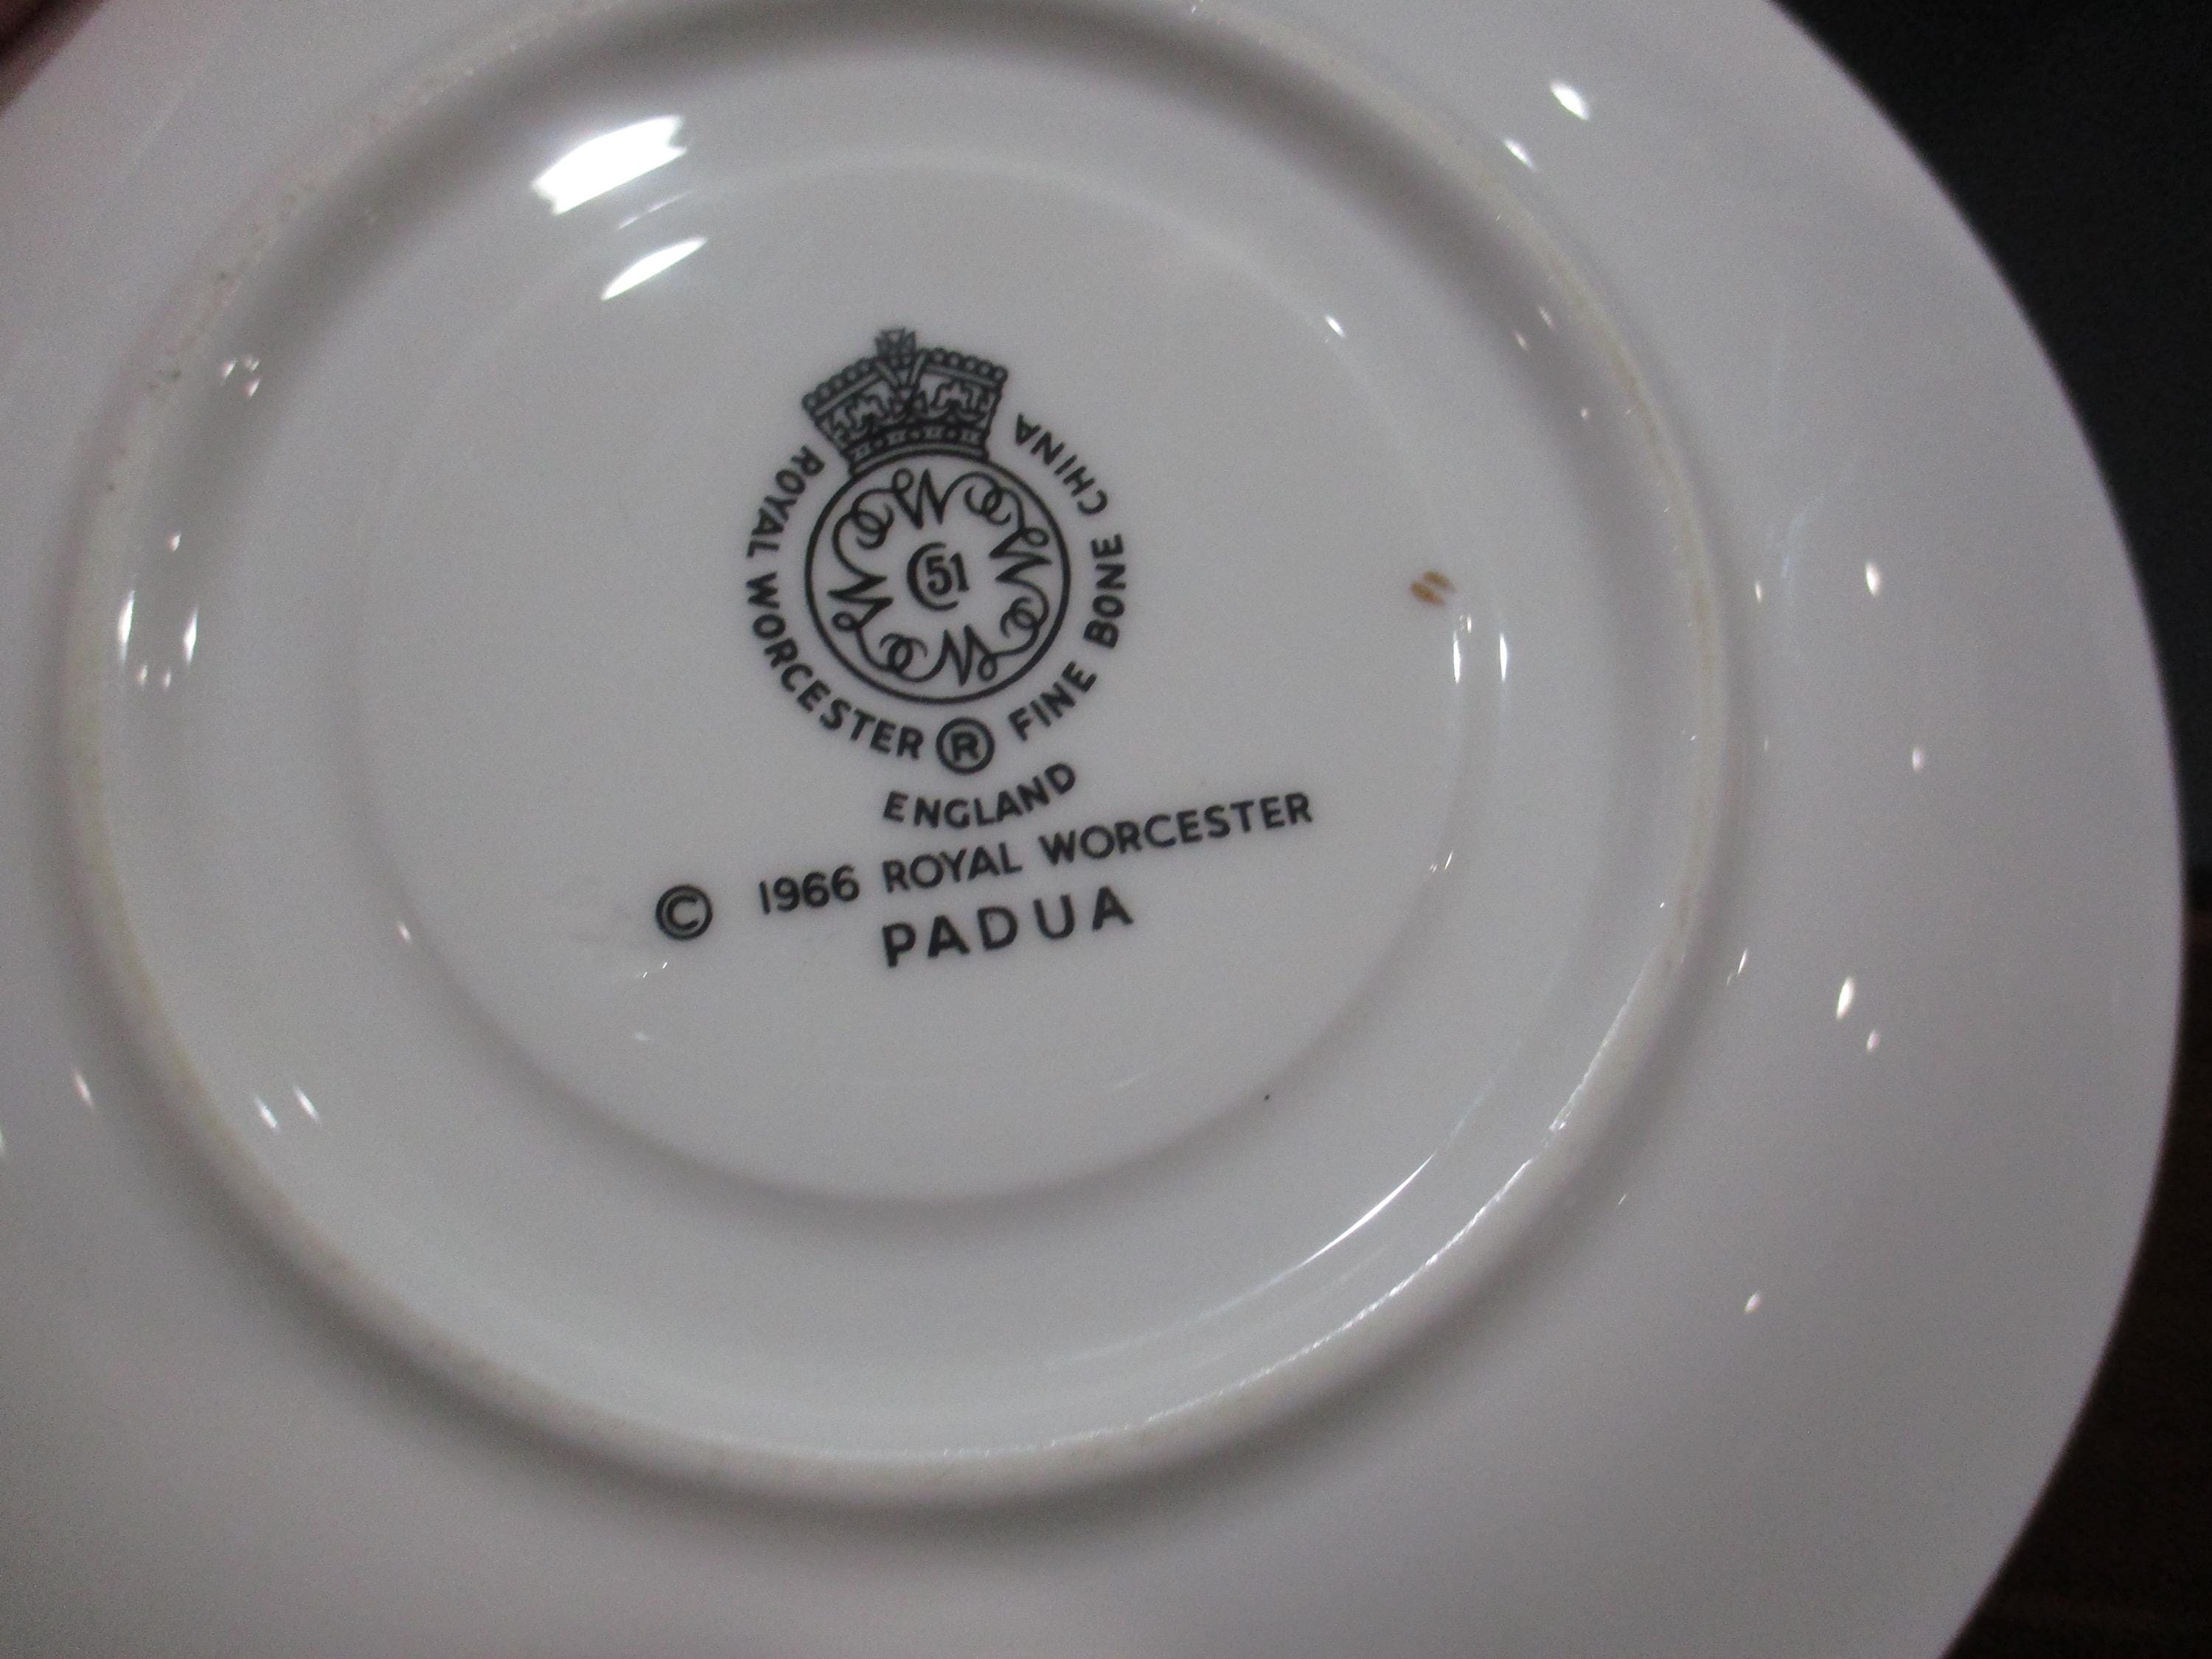 ROYAL WORCESTER ® FINE BONE CHINA
51
ENGLAND
© 1966 ROYAL WORCESTER
PADUA